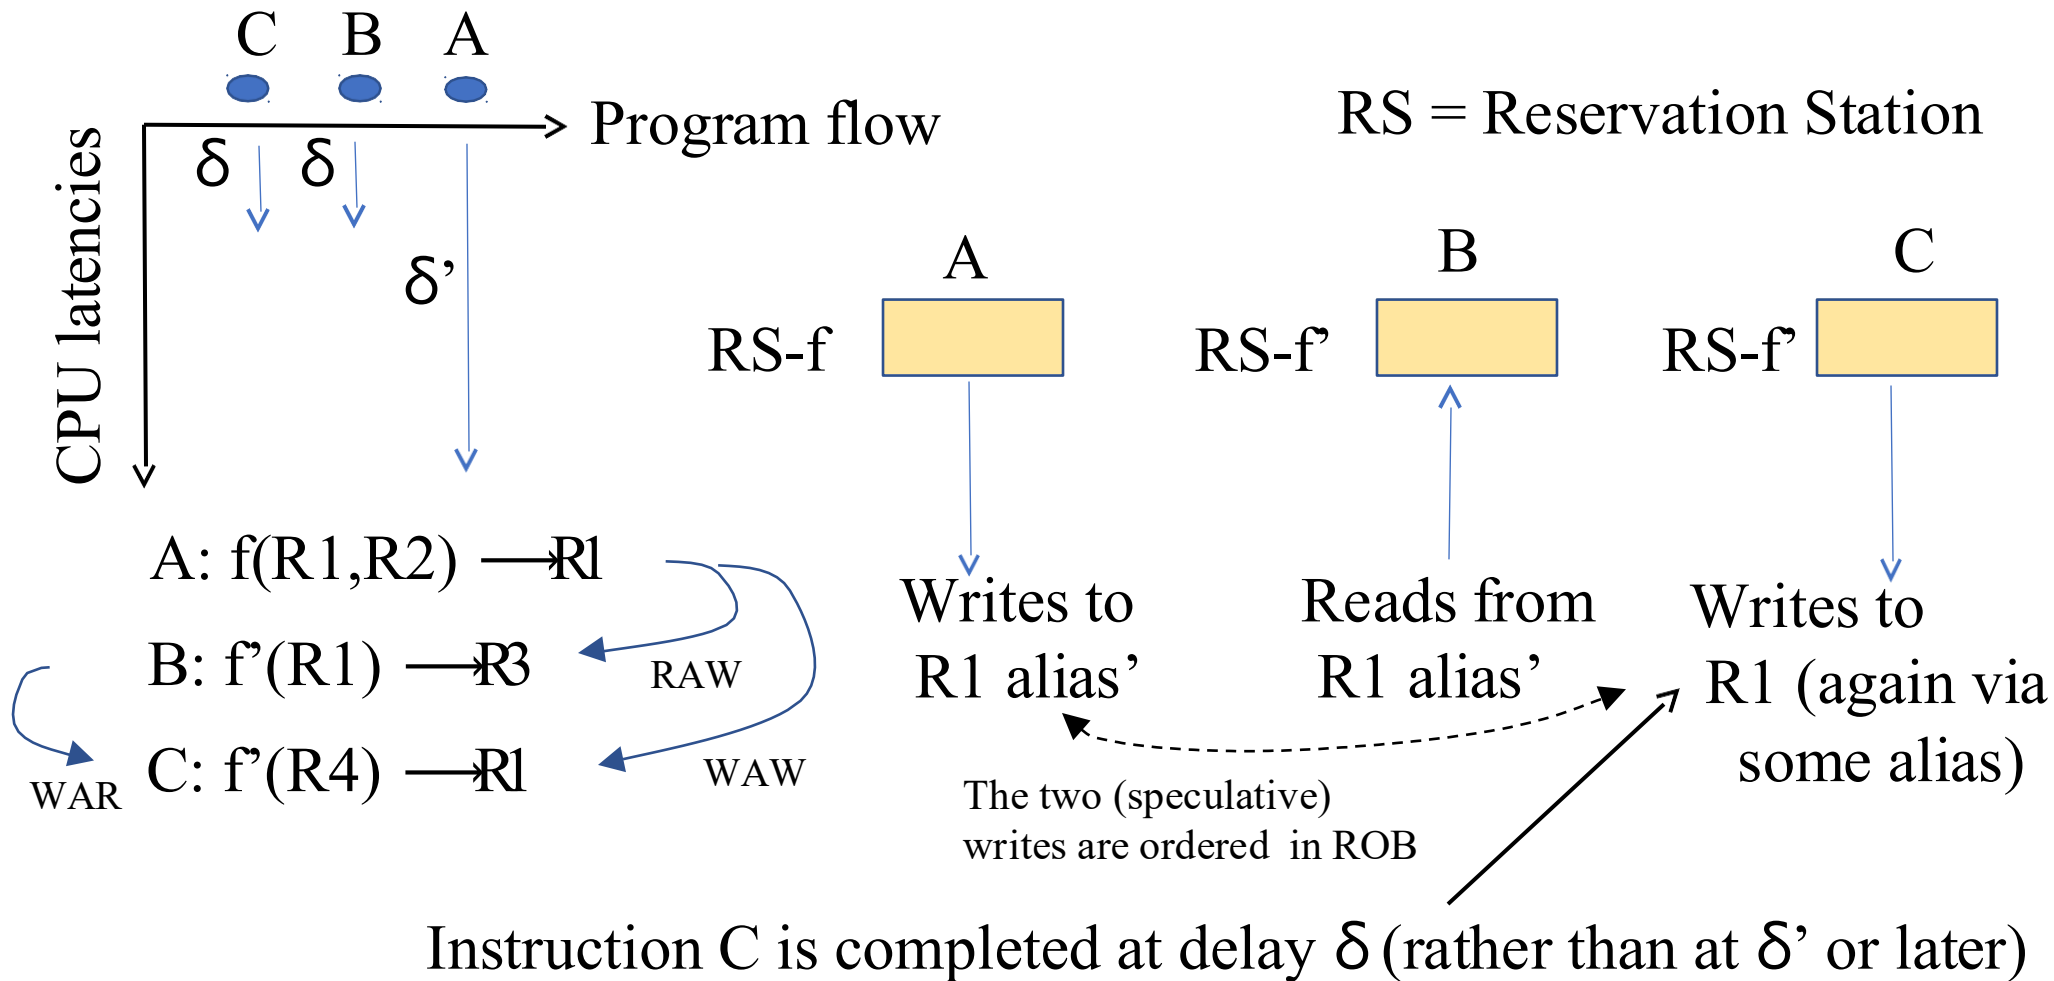 C B A
Program flow
RS = Reservation Station
δ δ
CPU latencies
δ’
A B C
RS-f RS-f’ RS-f’
A: f(R1,R2) → R1
B: f’(R1) → R3
RAW
C: f’(R4) → R1
WAR
WAW
Writes to
R1 alias’
Reads from
R1 alias’
Writes to
R1 (again via
some alias)
The two (speculative)
writes are ordered in ROB
Instruction C is completed at delay δ (rather than at δ’ or later)